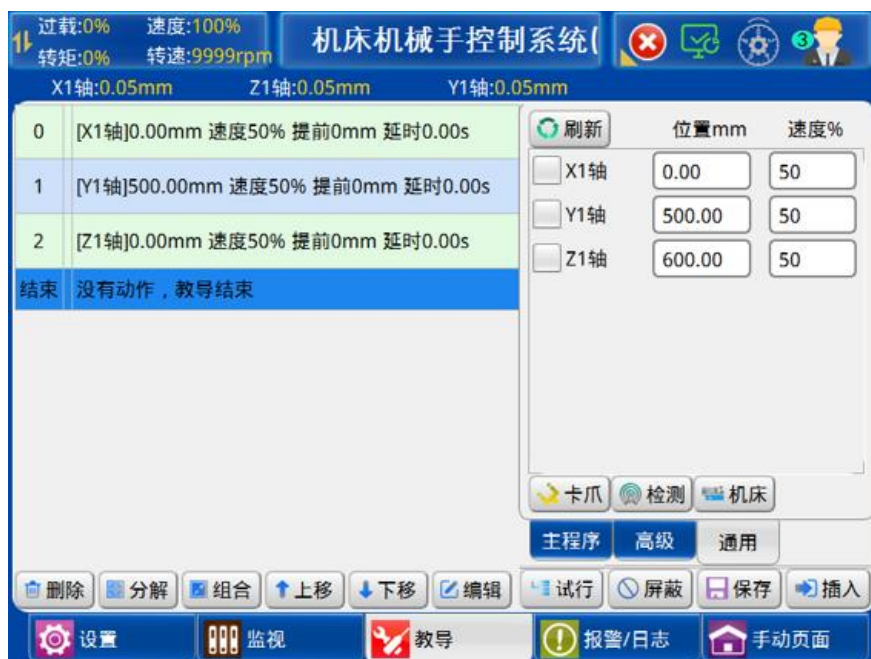 过载:0% 速度:100%
机床机械手控制系统(
3
转矩:0% 转速:9999rpm
X1轴:0.05mm Z1轴:0.05mm Y1轴:0.05mm
0 [X1轴]0.00mm 速度50% 提前0mm 延时0.00s
1 [Y1轴]500.00mm 速度50% 提前0mm 延时0.00s
2 [Z1轴]0.00mm 速度50% 提前0mm 延时0.00s
结束 没有动作，教导结束
刷新 位置mm 速度%
X1轴 0.00 50
Y1轴 500.00 50
Z1轴 600.00 50
卡爪 检测 机床
主程序 高级 通用
删除 分解 组合 上移 下移 编辑 试行 屏蔽 保存 插入
设置 监视 教导 报警/日志 手动页面